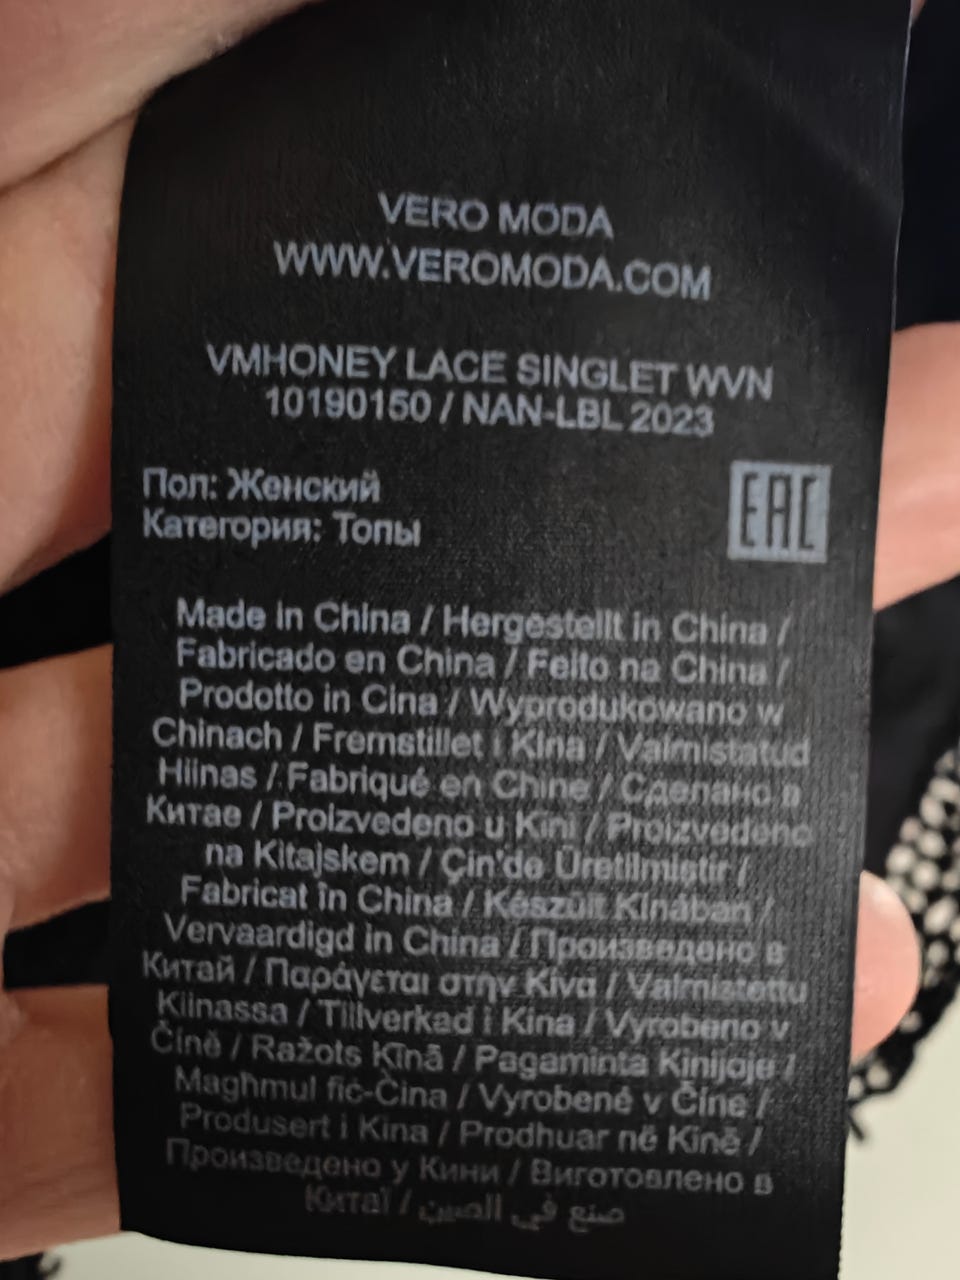 VERO MODA
WWW.VEROMODA.COM
VMHONEY LACE SINGLET WVN
10190150 / NAN-LBL 2023
Пол: Женский
Категория: Топы
EAC
Made in China / Hergestellt in China /
Fabricado en China / Feito na China /
Prodotto in Cina / Wyprodukowano w
Chinach / Fremstillet i Kina / Valmistatud
Hiinas / Fabriqué en Chine / Сделано в
Китае / Proizvedeno u Kini / Proizvedeno
na Kitajskem / Çin'de Üretilmiştir /
Fabricat în China / Készült Kínában /
Vervaardigd in China / Произведено в
Китай / Παράγεται στην Κίνα / Valmistettu
Kiinassa / Tillverkad i Kina / Vyrobeno v
Číně / Ražots Ķīnā / Pagaminta Kinijoje /
Magħmul fiċ-Ċina / Vyrobené v Číne /
Produsert i Kina / Prodhuar në Kinë /
Произведено у Кини / Виготовлено в
Китаї / صنع في الصين